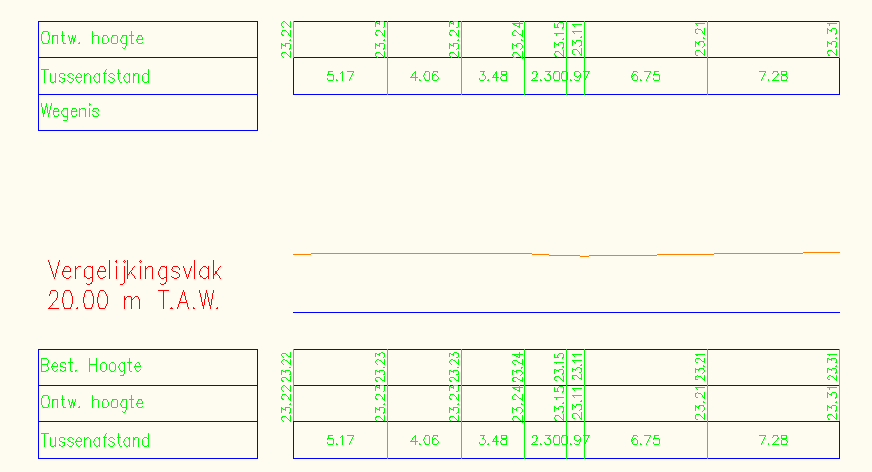 Ontw. hoogte 23.22 23.23 23.23 23.24 23.15 23.11 23.21 23.31
Tussenafstand 5.17 4.06 3.48 2.30 0.97 6.75 7.28
Wegenis
Vergelijkingsvlak
20.00 m T.A.W.
Best. Hoogte 23.22 23.23 23.23 23.24 23.15 23.11 23.21 23.31
Ontw. hoogte 23.22 23.23 23.23 23.24 23.15 23.11 23.21 23.31
Tussenafstand 5.17 4.06 3.48 2.30 0.97 6.75 7.28